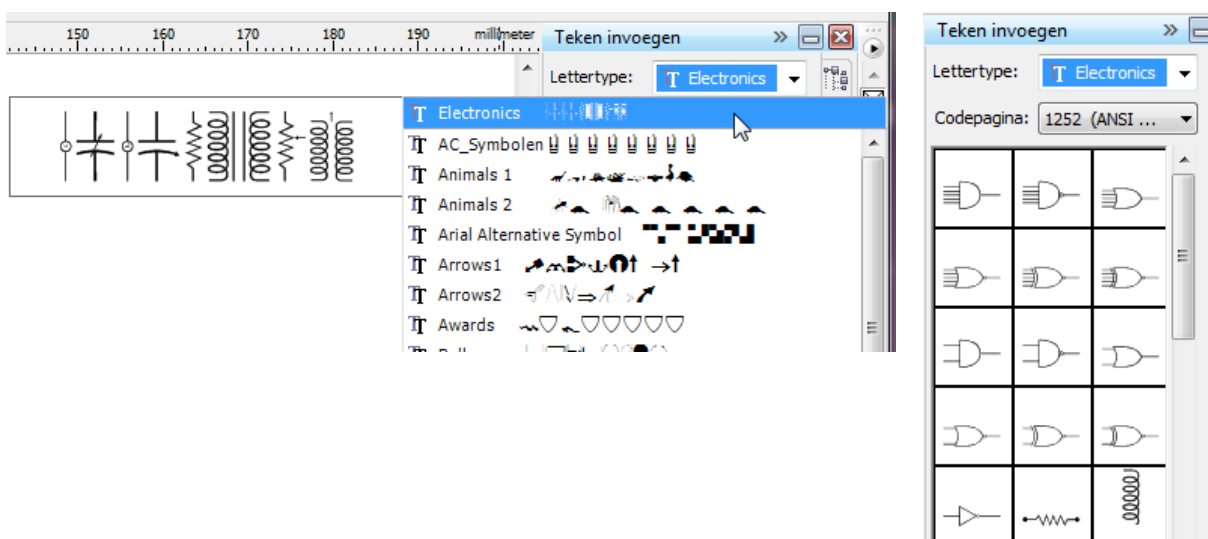 150 160 170 180 190 millimeter
Teken invoegen
Lettertype: Electronics
Electronics
AC_Symbolen
Animals 1
Animals 2
Arial Alternative Symbol
Arrows1
Arrows2
Awards
Teken invoegen
Lettertype: Electronics
Codepagina: 1252 (ANSI ...